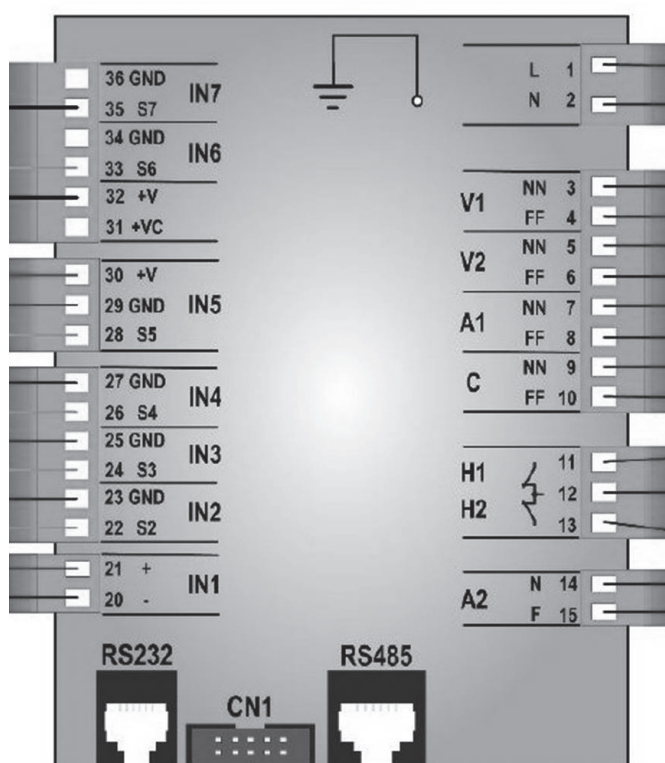 36 GND
35 S7
IN7
34 GND
33 S6
IN6
32 +V
31 +VC
30 +V
29 GND
28 S5
IN5
27 GND
26 S4
IN4
25 GND
24 S3
IN3
23 GND
22 S2
IN2
21 +
20 -
IN1
L 1
N 2
V1
NN 3
FF 4
V2
NN 5
FF 6
A1
NN 7
FF 8
C
NN 9
FF 10
H1
H2
11
12
13
A2
N 14
F 15
RS232
CN1
RS485